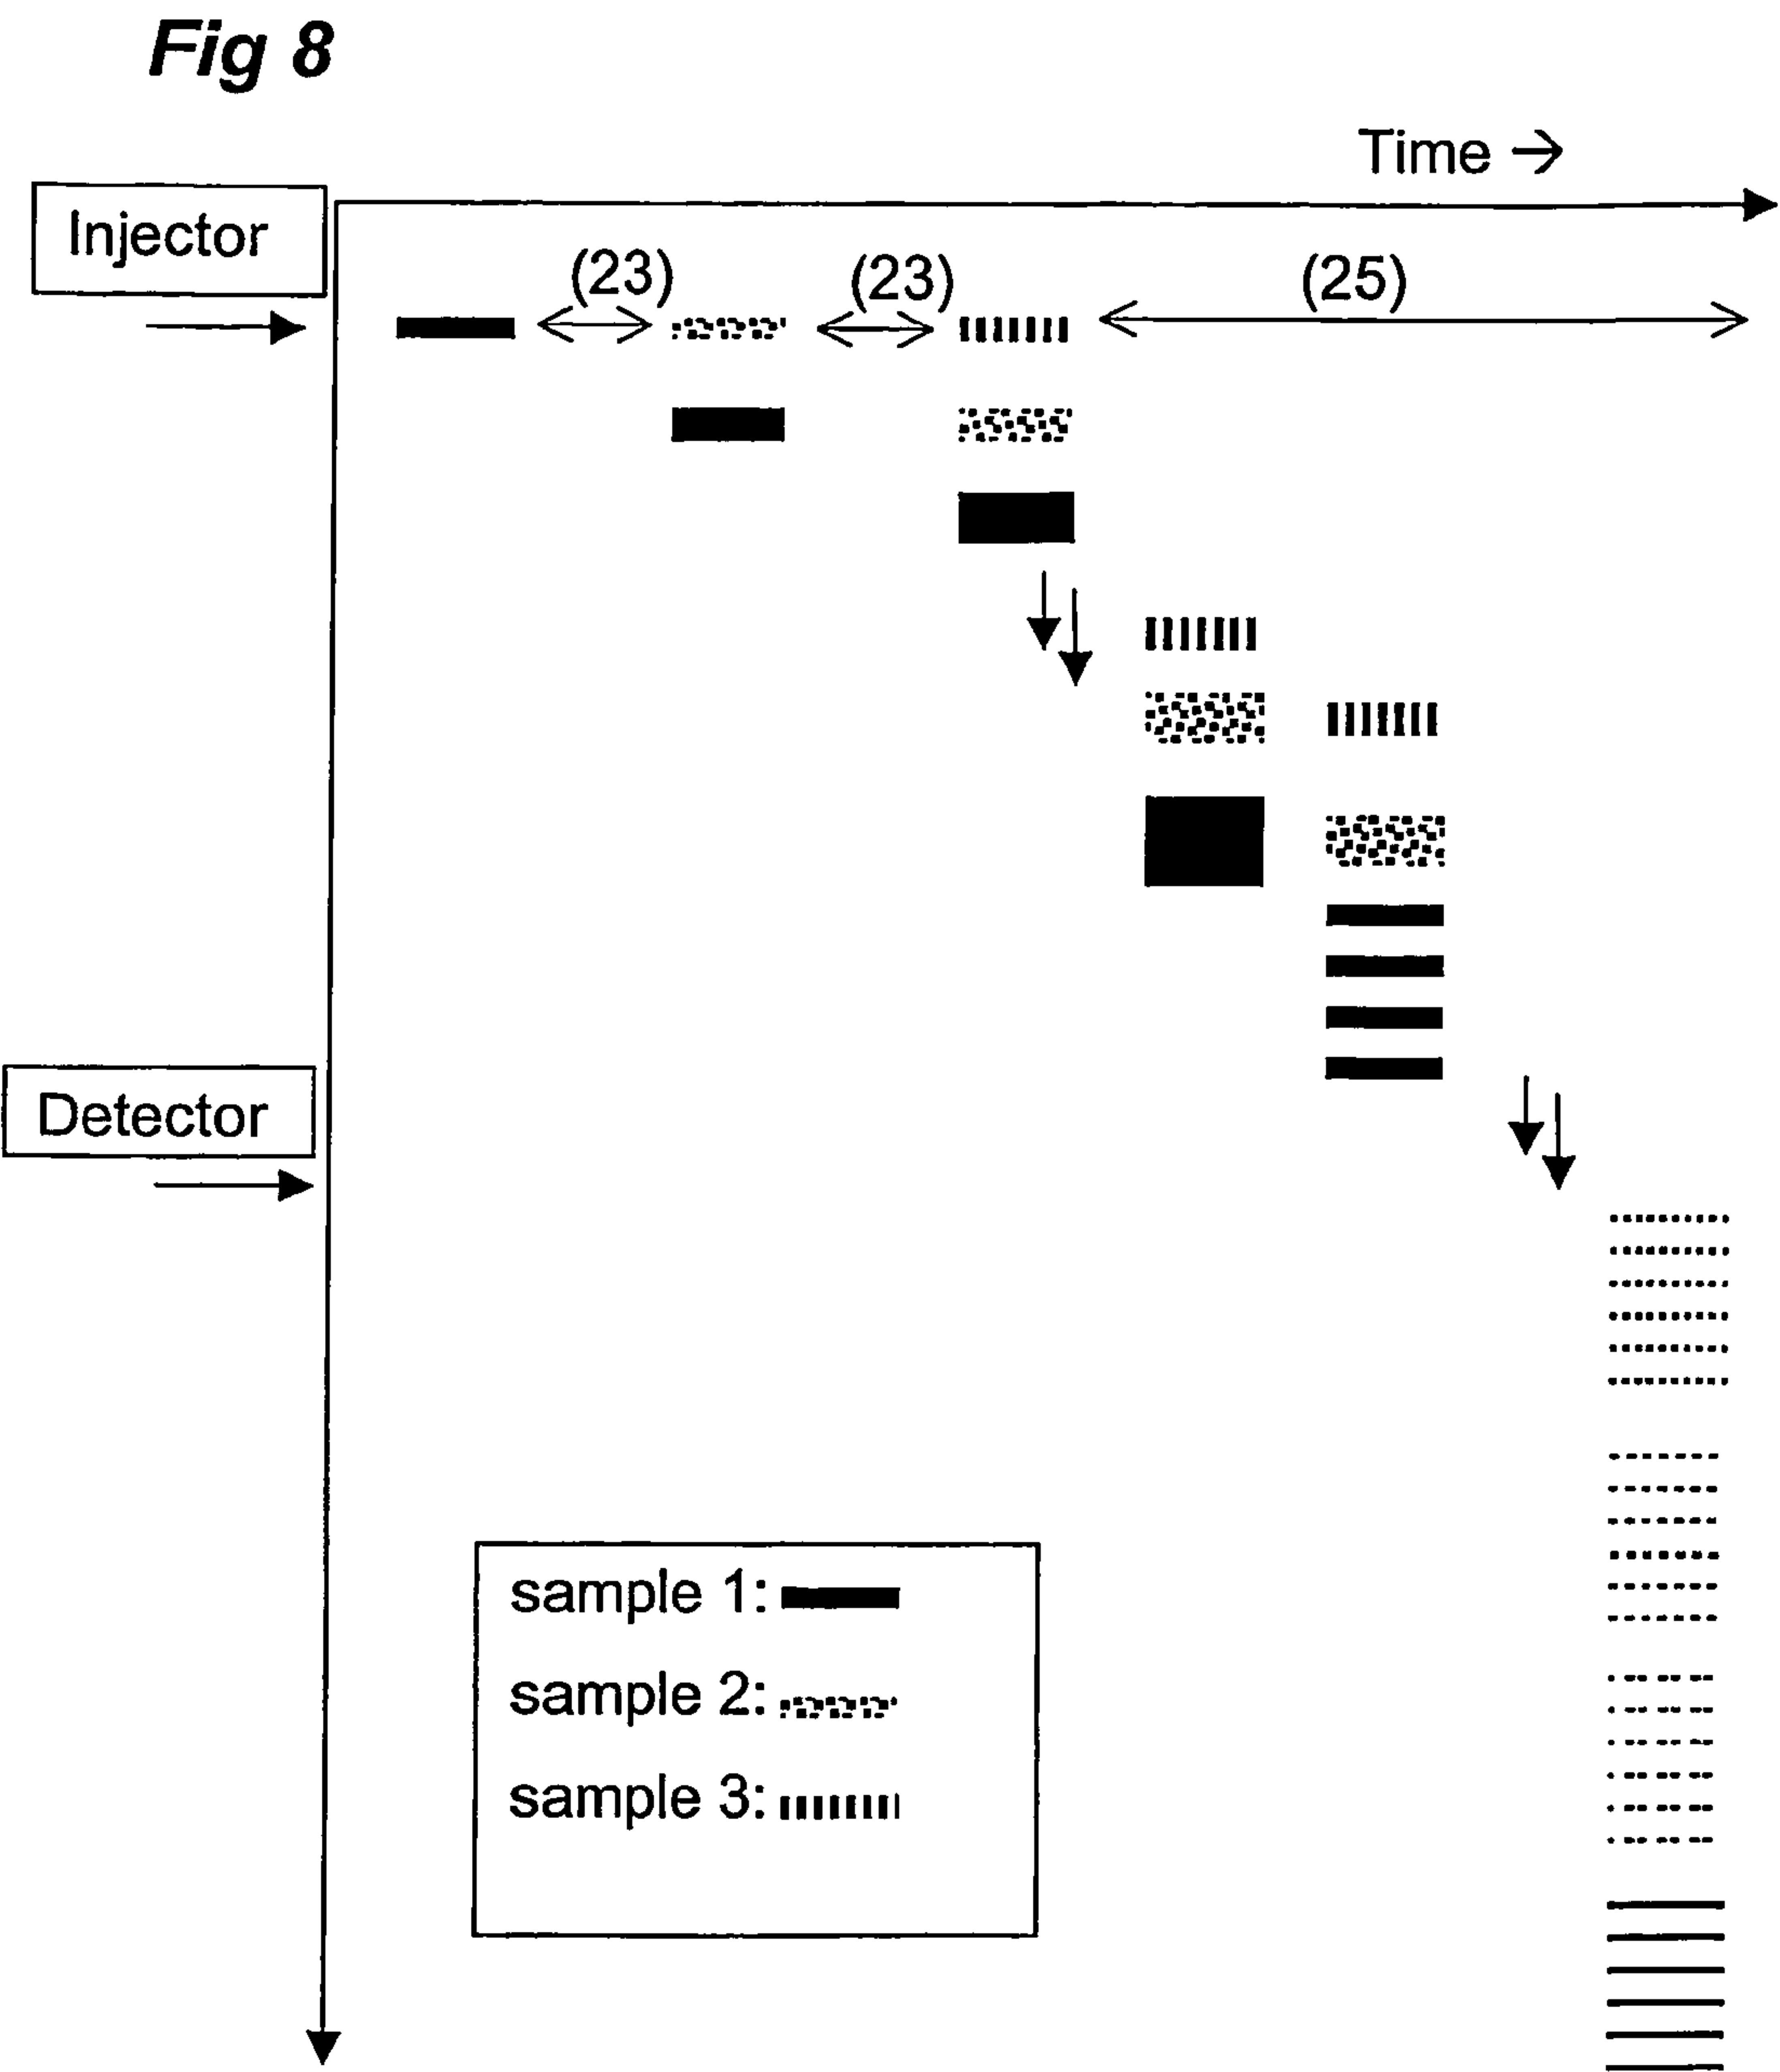 Fig 8
Time →
Injector
(23) (23) (25)
Detector
sample 1:
sample 2:
sample 3: